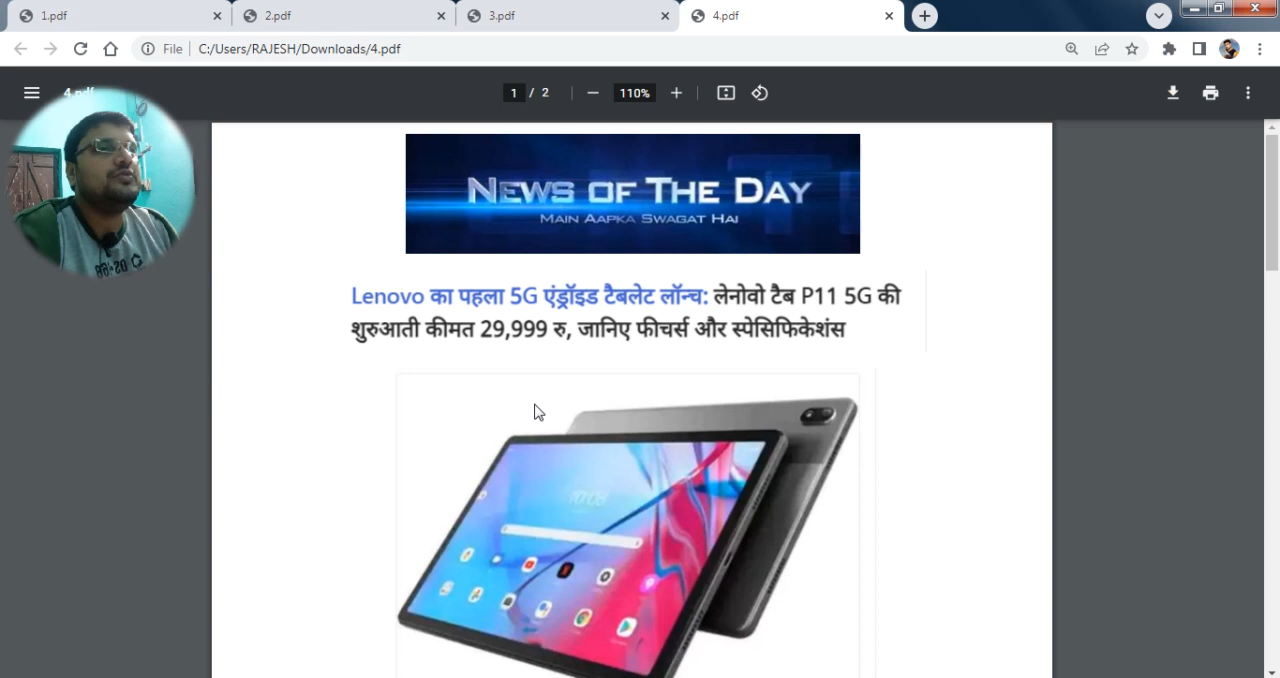 1.pdf
2.pdf
3.pdf
4.pdf
File
C:/Users/RAJESH/Downloads/4.pdf
4.pdf
1 / 2
110%
NEWS OF THE DAY
MAIN AAPKA SWAGAT HAI
Lenovo का पहला 5G एंड्रॉइड टैबलेट लॉन्च: लेनोवो टैब P11 5G की
शुरुआती कीमत 29,999 रु, जानिए फीचर्स और स्पेसिफिकेशंस